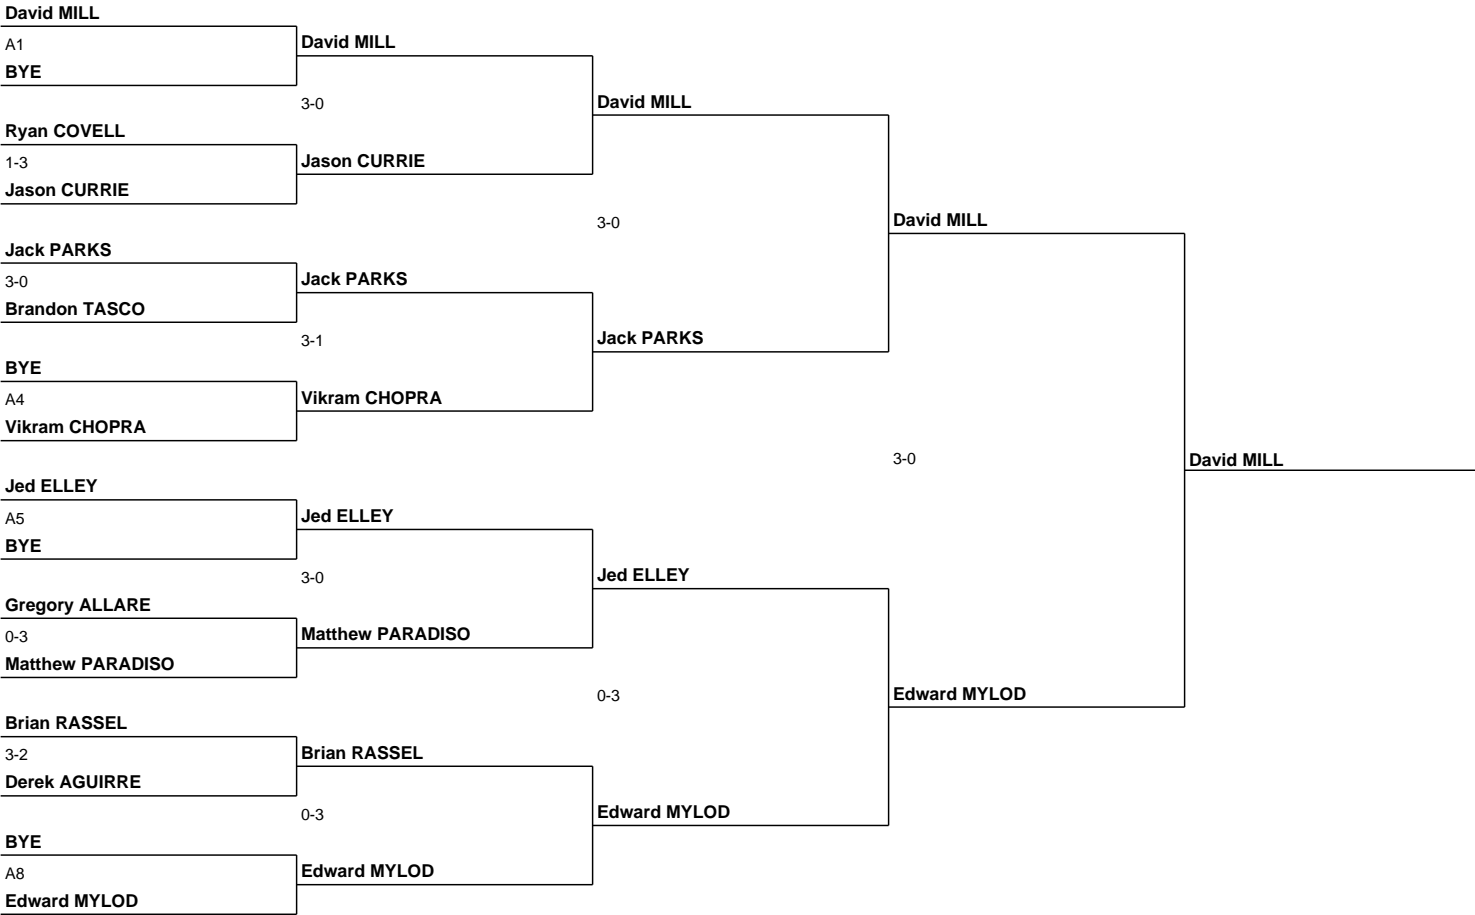 David MILL
A1
BYE
Ryan COVELL
1-3
Jason CURRIE
Jack PARKS
3-0
Brandon TASCO
BYE
A4
Vikram CHOPRA
Jed ELLEY
A5
BYE
Gregory ALLARE
0-3
Matthew PARADISO
Brian RASSEL
3-2
Derek AGUIRRE
BYE
A8
Edward MYLOD
David MILL
3-0
Jason CURRIE
Jack PARKS
3-1
Vikram CHOPRA
Jed ELLEY
3-0
Matthew PARADISO
Brian RASSEL
0-3
Edward MYLOD
David MILL
3-0
Jack PARKS
Jed ELLEY
0-3
Edward MYLOD
David MILL
3-0
Edward MYLOD
David MILL